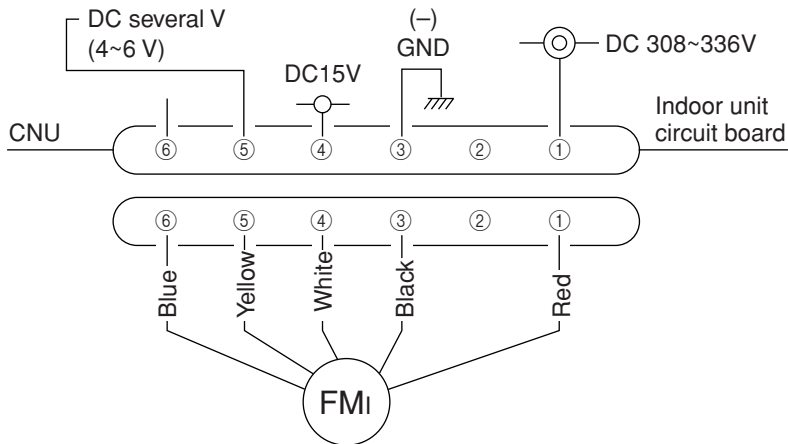 DC several V
(4~6 V)
(–)
GND
DC 308~336V
DC15V
CNU
Indoor unit
circuit board
⑥ ⑤ ④ ③ ② ①
⑥ ⑤ ④ ③ ② ①
Blue
Yellow
White
Black
Red
FMI